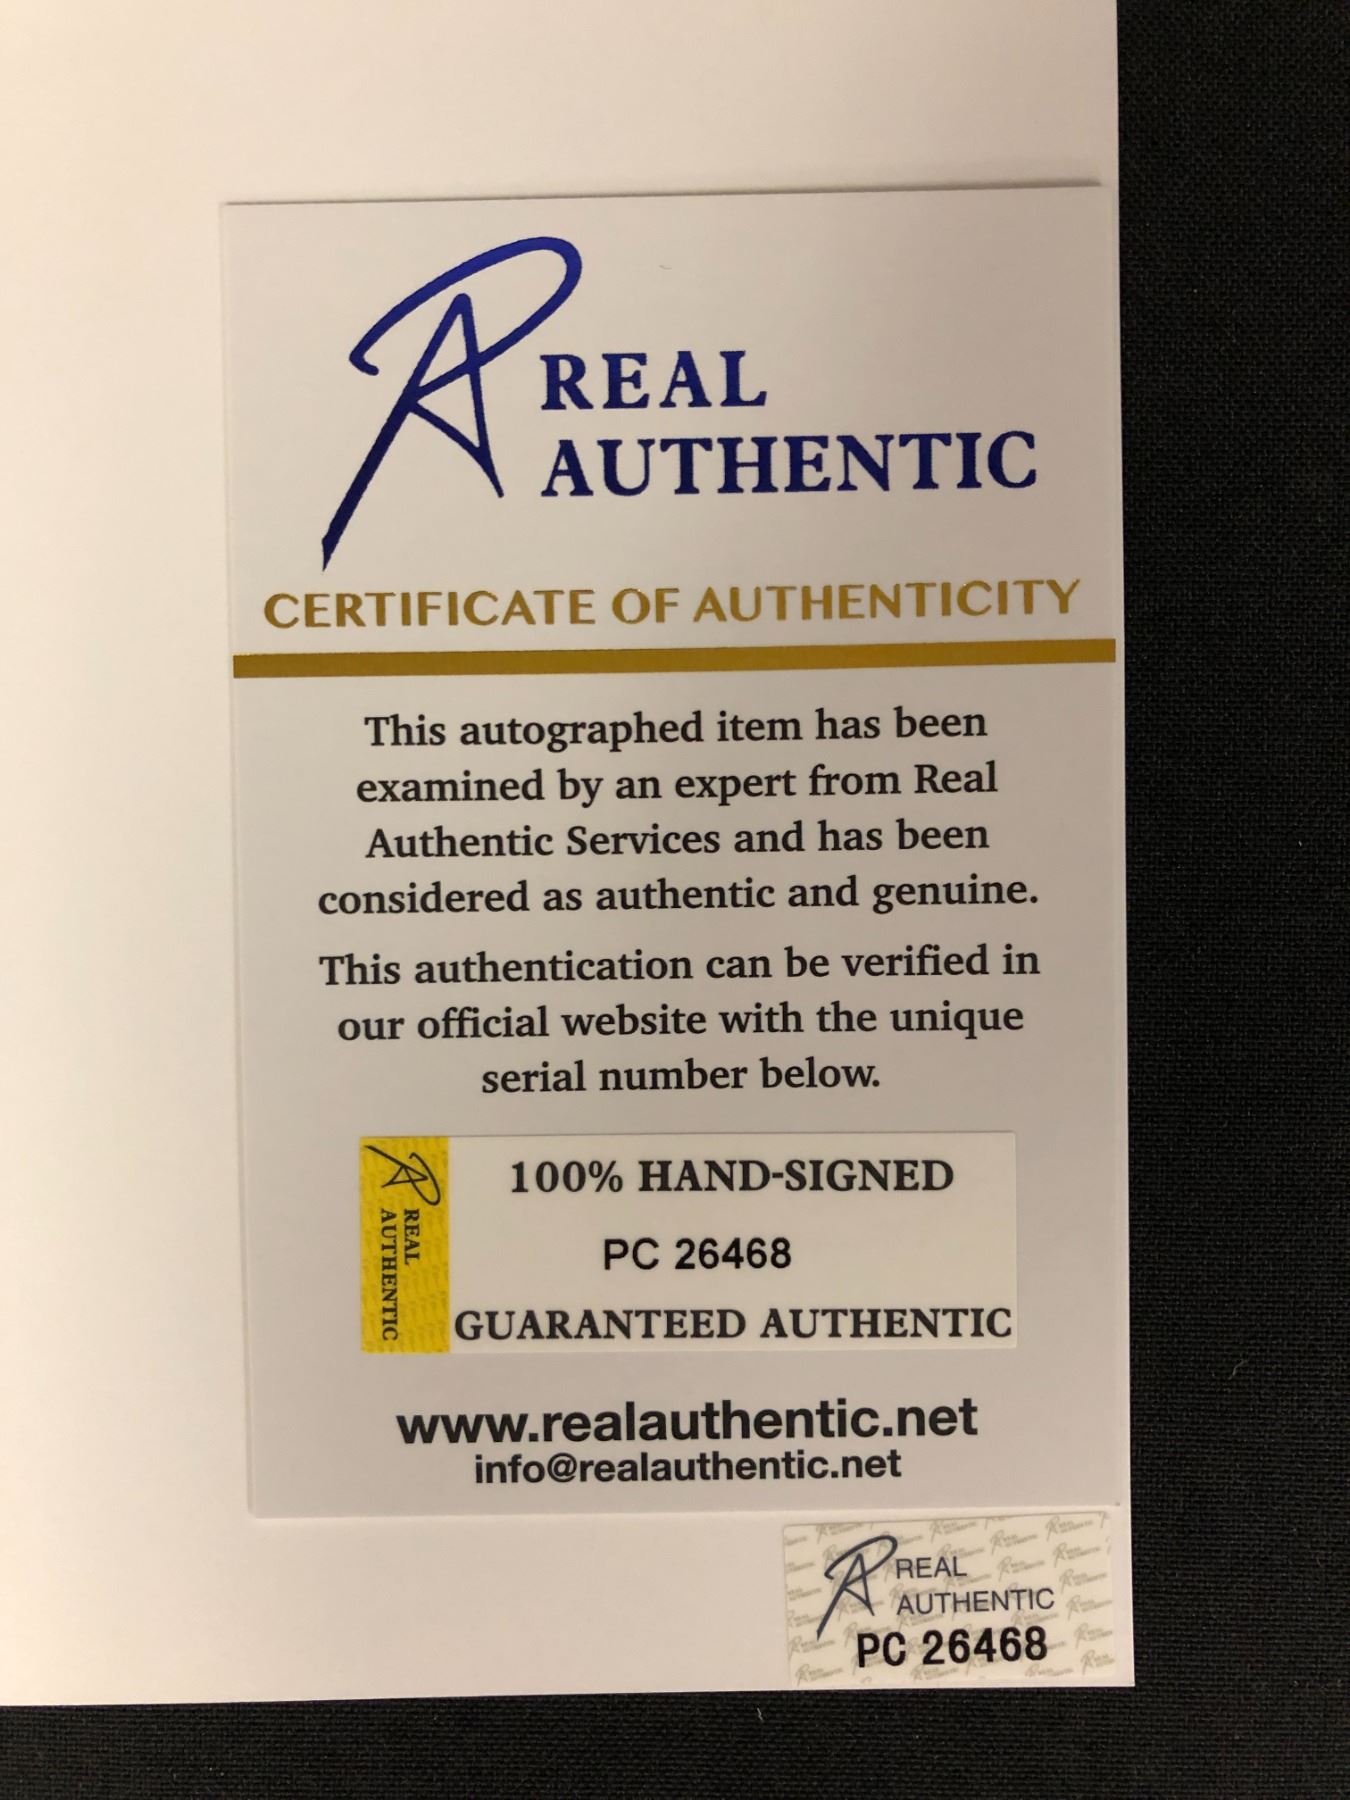 REAL
AUTHENTIC
CERTIFICATE OF AUTHENTICITY
This autographed item has been
examined by an expert from Real
Authentic Services and has been
considered as authentic and genuine.
This authentication can be verified in
our official website with the unique
serial number below.
REAL
AUTHENTIC
100% HAND-SIGNED
PC 26468
GUARANTEED AUTHENTIC
www.realauthentic.net
info@realauthentic.net
REAL
AUTHENTIC
PC 26468